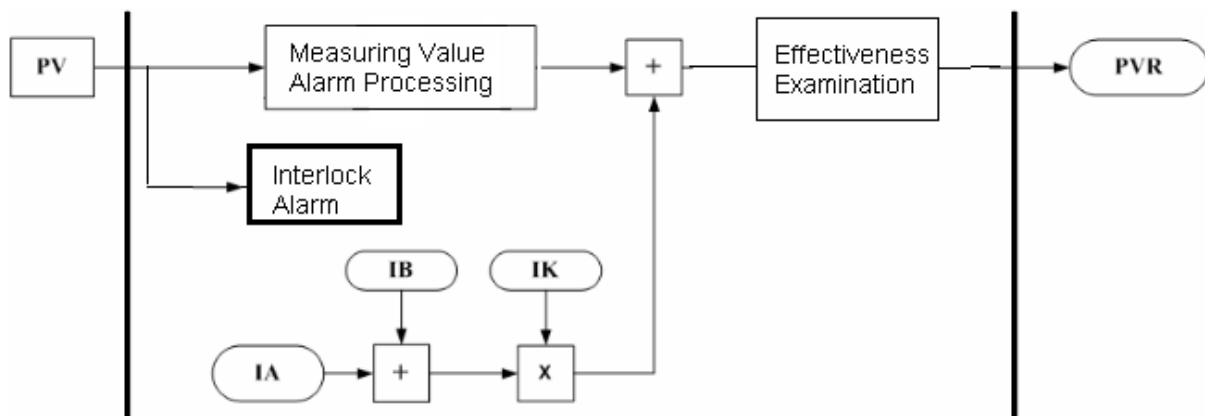 PV
Measuring Value
Alarm Processing
+
Effectiveness
Examination
PVR
Interlock
Alarm
IB
IK
IA
+
X